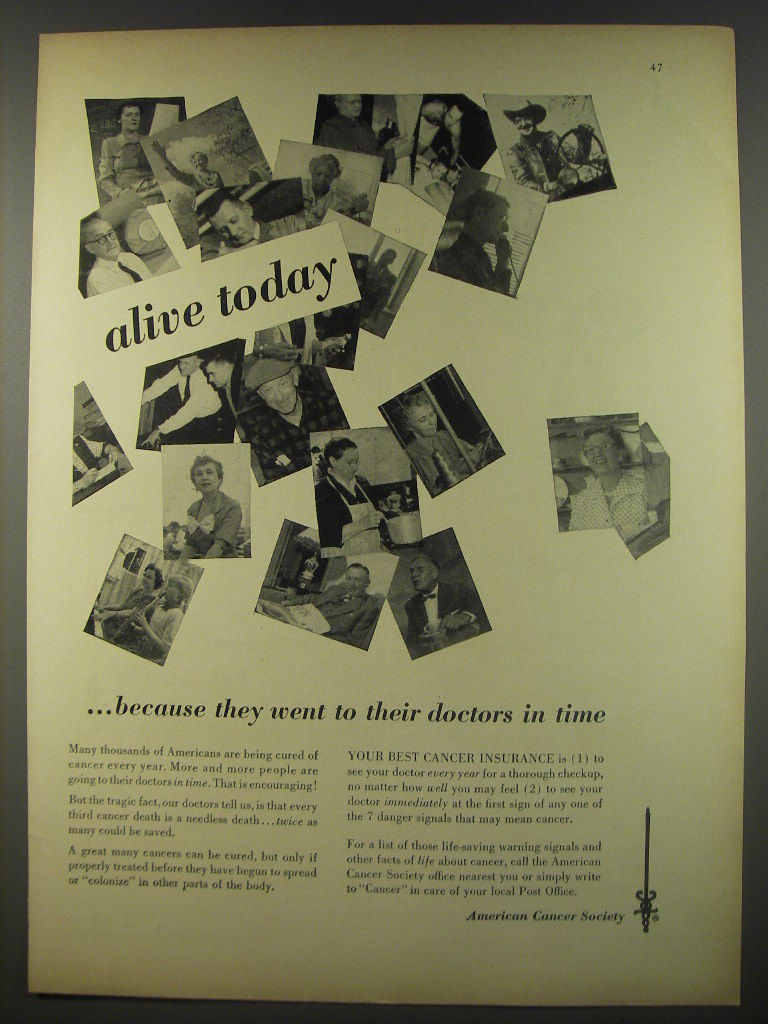 47
alive today
...because they went to their doctors in time
Many thousands of Americans are being cured of
cancer every year. More and more people are
going to their doctors in time. That is encouraging!
But the tragic fact, our doctors tell us, is that every
third cancer death is a needless death...twice as
many could be saved.
A great many cancers can be cured, but only if
properly treated before they have begun to spread
or "colonize" in other parts of the body.
YOUR BEST CANCER INSURANCE is (1) to
see your doctor every year for a thorough checkup,
no matter how well you may feel (2) to see your
doctor immediately at the first sign of any one of
the 7 danger signals that may mean cancer.
For a list of those life-saving warning signals and
other facts of life about cancer, call the American
Cancer Society office nearest you or simply write
to "Cancer" in care of your local Post Office.
American Cancer Society
®